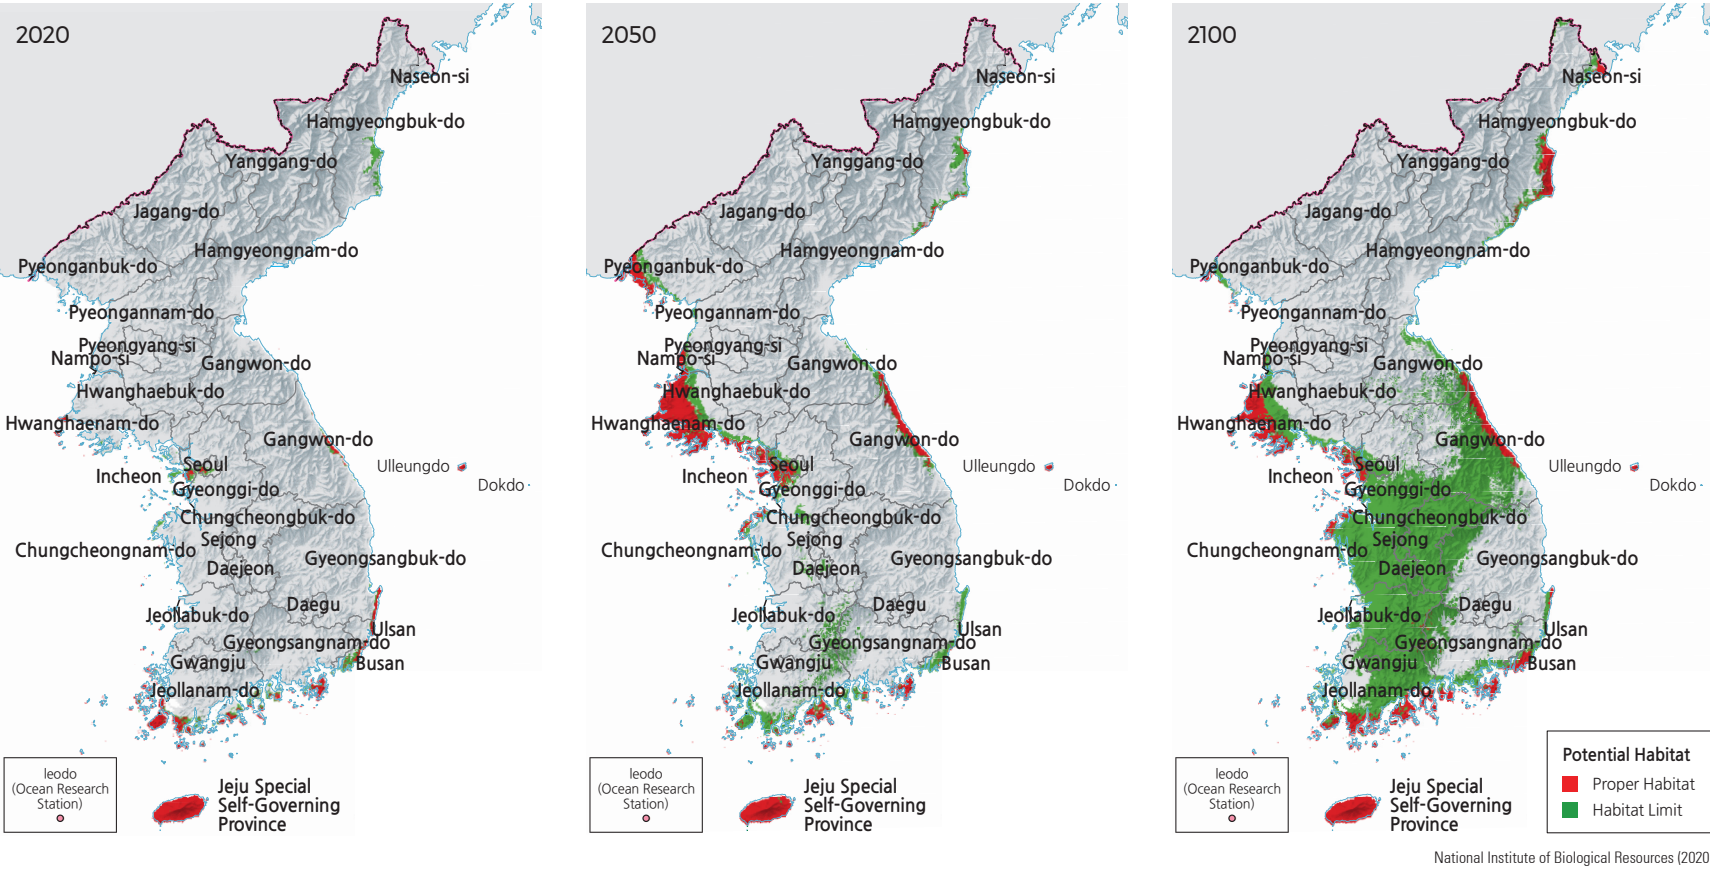 2020
Naseon-si
Hamgyeongbuk-do
Yanggang-do
Jagang-do
Hamgyeongnam-do
Pyeonganbuk-do
Pyeongannam-do
Pyeongyang-si
Nampo-si
Gangwon-do
Hwanghaebuk-do
Hwanghaenam-do
Gangwon-do
Seoul
Ulleungdo
Incheon
Dokdo
Gyeonggi-do
Chungcheongbuk-do
Sejong
Chungcheongnam-do
Gyeongsangbuk-do
Daejeon
Daegu
Jeollabuk-do
Ulsan
Gyeongsangnam-do
Gwangju
Busan
Jeollanam-do
Ieodo
(Ocean Research
Station)
Jeju Special
Self-Governing
Province
2050
Naseon-si
Hamgyeongbuk-do
Yanggang-do
Jagang-do
Hamgyeongnam-do
Pyeonganbuk-do
Pyeongannam-do
Pyeongyang-si
Nampo-si
Gangwon-do
Hwanghaebuk-do
Hwanghaenam-do
Gangwon-do
Seoul
Ulleungdo
Incheon
Dokdo
Gyeonggi-do
Chungcheongbuk-do
Sejong
Chungcheongnam-do
Gyeongsangbuk-do
Daejeon
Daegu
Jeollabuk-do
Ulsan
Gyeongsangnam-do
Gwangju
Busan
Jeollanam-do
Ieodo
(Ocean Research
Station)
Jeju Special
Self-Governing
Province
2100
Naseon-si
Hamgyeongbuk-do
Yanggang-do
Jagang-do
Hamgyeongnam-do
Pyeonganbuk-do
Pyeongannam-do
Pyeongyang-si
Nampo-si
Gangwon-do
Hwanghaebuk-do
Hwanghaenam-do
Gangwon-do
Seoul
Ulleungdo
Incheon
Dokdo
Gyeonggi-do
Chungcheongbuk-do
Sejong
Chungcheongnam-do
Gyeongsangbuk-do
Daejeon
Daegu
Jeollabuk-do
Ulsan
Gyeongsangnam-do
Gwangju
Busan
Jeollanam-do
Ieodo
(Ocean Research
Station)
Jeju Special
Self-Governing
Province
Potential Habitat
Proper Habitat
Habitat Limit
National Institute of Biological Resources (2020